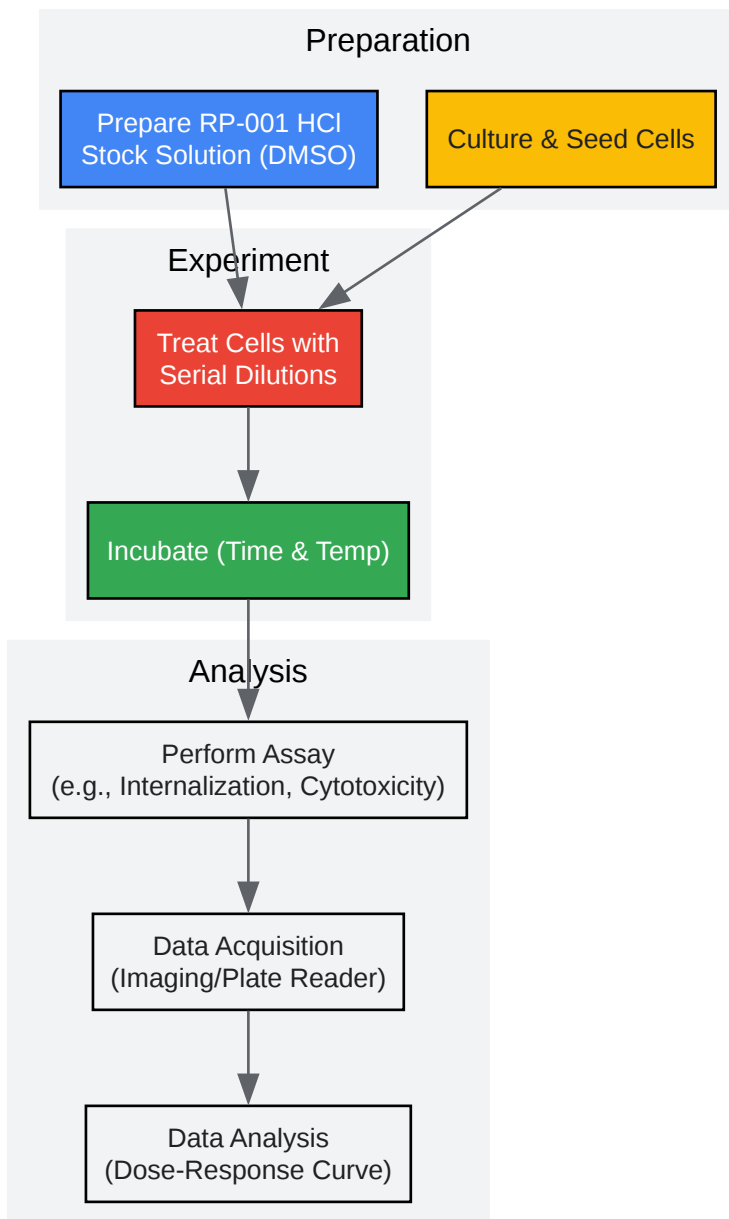 Preparation
Prepare RP-001 HCl
Stock Solution (DMSO)
Culture & Seed Cells
Experiment
Treat Cells with
Serial Dilutions
Incubate (Time & Temp)
Analysis
Perform Assay
(e.g., Internalization, Cytotoxicity)
Data Acquisition
(Imaging/Plate Reader)
Data Analysis
(Dose-Response Curve)